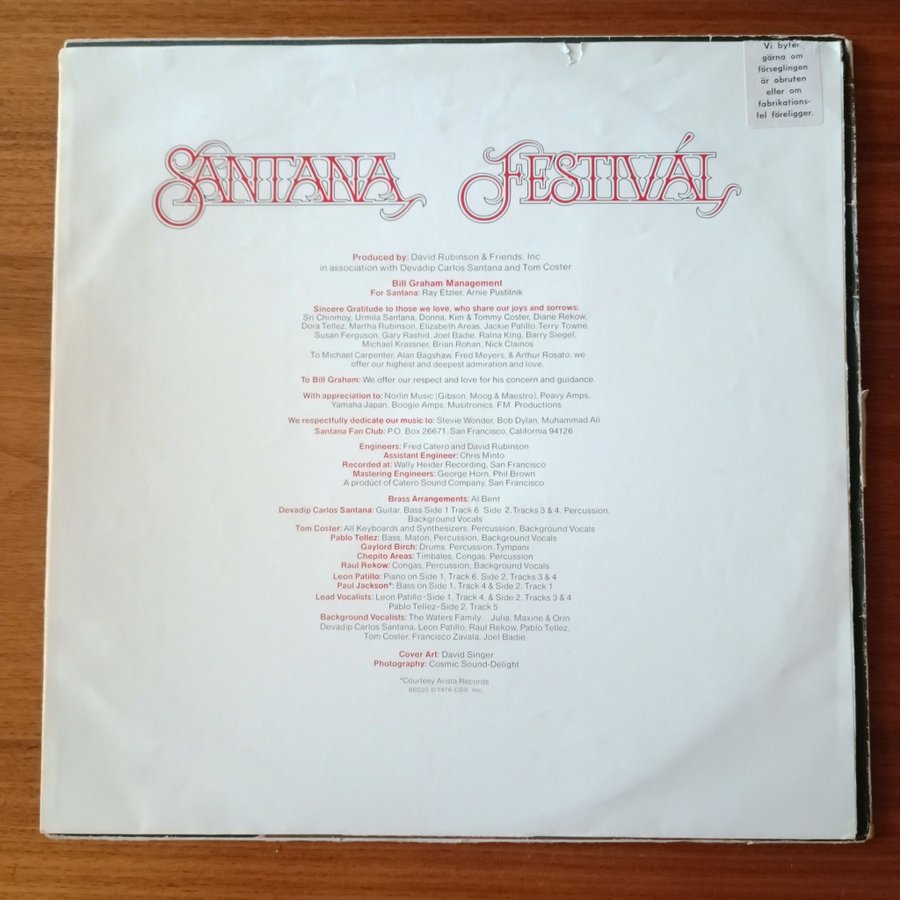 Vi byter
gärna om
förseglingen
är obruten
eller om
fabrikations-
fel föreligger.
SANTANA FESTIVÁL
Produced by: David Rubinson & Friends, Inc.
in association with Devadip Carlos Santana and Tom Coster
Bill Graham Management
For Santana: Ray Etzler, Arnie Pustilnik
Sincere Gratitude to those we love, who share our joys and sorrows:
Sri Chinmoy, Urmila Santana, Donna, Kim & Tommy Coster, Diane Rekow,
Dora Tellez, Martha Rubinson, Elizabeth Areas, Jackie Patillo, Terry Towne,
Susan Ferguson, Gary Rashid, Joel Badie, Ratna King, Barry Siegel,
Michael Krassner, Brian Rohan, Nick Clainos
To Michael Carpenter, Alan Bagshaw, Fred Meyers, & Arthur Rosato, we
offer our highest and deepest admiration and love.
To Bill Graham: We offer our respect and love for his concern and guidance.
With appreciation to: Norlin Music (Gibson, Moog & Maestro), Peavy Amps,
Yamaha Japan, Boogie Amps, Musitronics, F.M. Productions
We respectfully dedicate our music to: Stevie Wonder, Bob Dylan, Muhammad Ali
Santana Fan Club: P.O. Box 26671, San Francisco, California 94126
Engineers: Fred Catero and David Rubinson
Assistant Engineer: Chris Minto
Recorded at: Wally Heider Recording, San Francisco
Mastering Engineers: George Horn, Phil Brown
A product of Catero Sound Company, San Francisco
Brass Arrangements: Al Bent
Devadip Carlos Santana: Guitar, Bass Side 1 Track 6 Side 2, Tracks 3 & 4, Percussion,
Background Vocals
Tom Coster: All Keyboards and Synthesizers, Percussion, Background Vocals
Pablo Tellez: Bass, Maton, Percussion, Background Vocals
Gaylord Birch: Drums, Percussion, Tympani
Chepito Areas: Timbales, Congas, Percussion
Raul Rekow: Congas, Percussion, Background Vocals
Leon Patillo: Piano on Side 1, Track 6, Side 2, Tracks 3 & 4
Paul Jackson*: Bass on Side 1, Track 4 & Side 2, Track 1
Lead Vocalists: Leon Patillo-Side 1, Track 4, & Side 2, Tracks 3 & 4
Pablo Tellez-Side 2, Track 5
Background Vocalists: The Waters Family... Julia, Maxine & Orin.
Devadip Carlos Santana, Leon Patillo, Raul Rekow, Pablo Tellez,
Tom Coster, Francisco Zavala, Joel Badie
Cover Art: David Singer
Photography: Cosmic Sound-Delight
*Courtesy Arista Records
86020 © 1976 CBS, Inc.